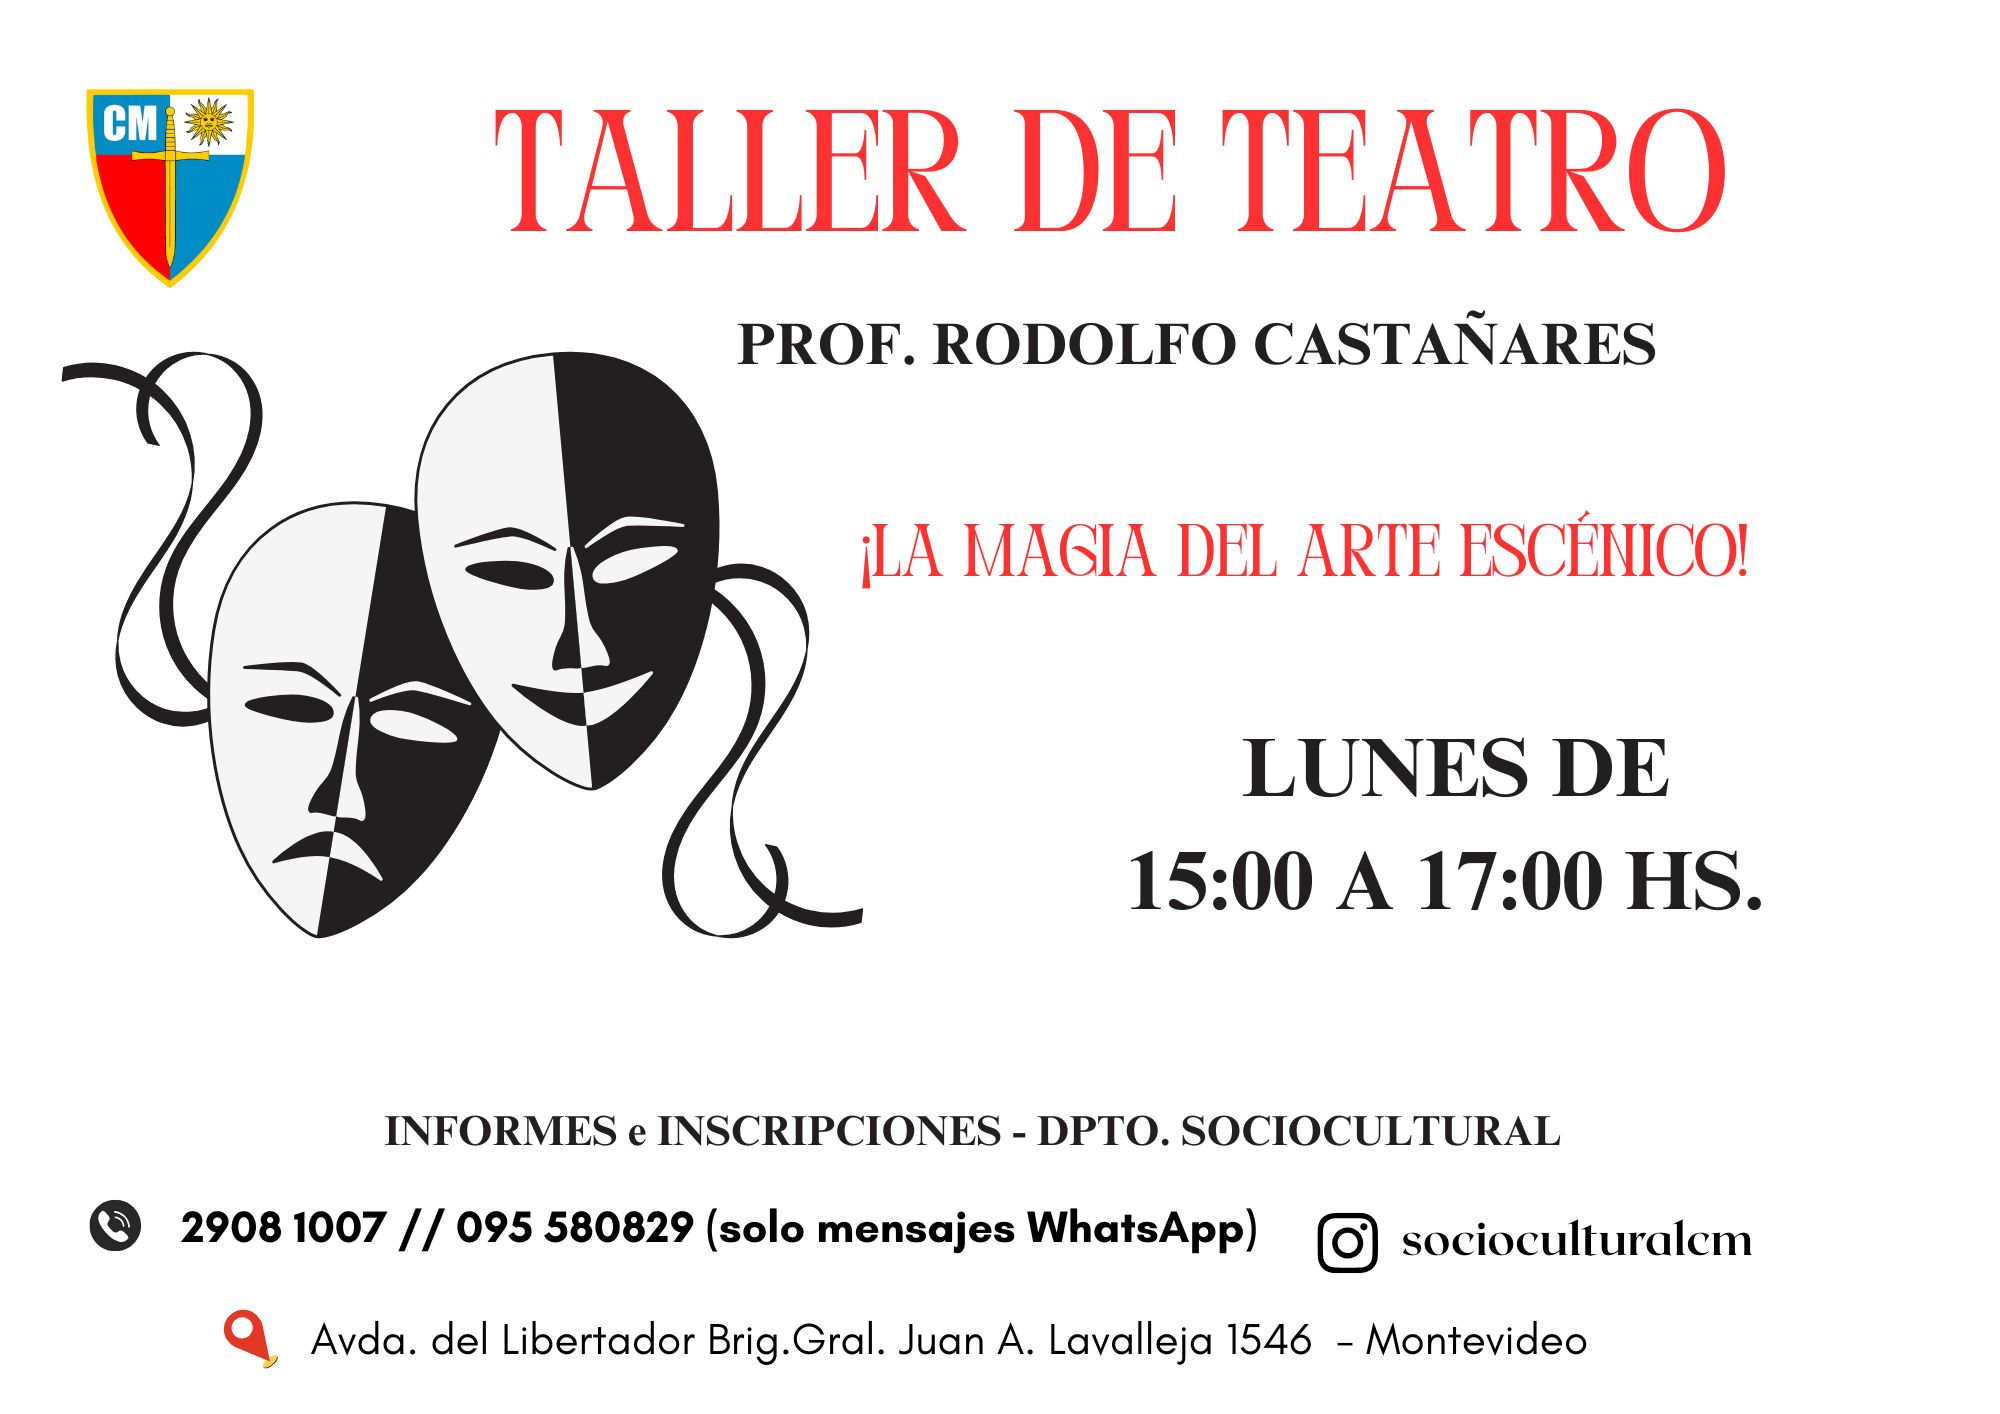 CM
TALLER DE TEATRO
PROF. RODOLFO CASTAÑARES
¡LA MAGIA DEL ARTE ESCÉNICO!
LUNES DE
15:00 A 17:00 HS.
INFORMES e INSCRIPCIONES - DPTO. SOCIOCULTURAL
2908 1007 // 095 580829 (solo mensajes WhatsApp)
socioculturalcm
Avda. del Libertador Brig.Gral. Juan A. Lavalleja 1546 - Montevideo